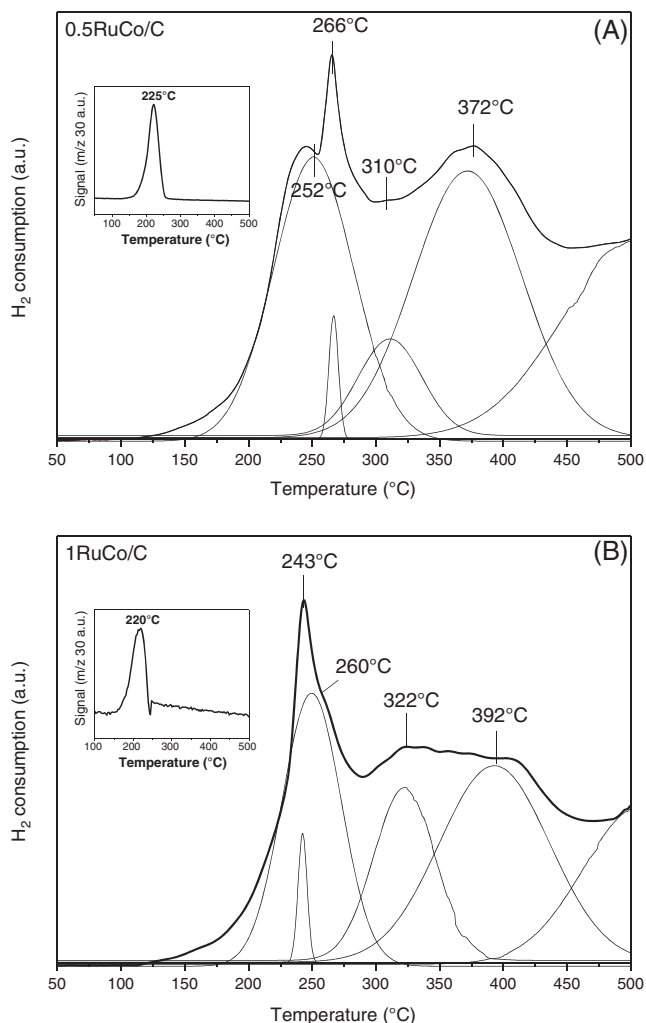 0.5RuCo/C
(A)
266°C
372°C
310°C
252°C
225°C
Signal (m/z 30 a.u.)
100 200 300 400 500
Temperature (°C)
H₂ consumption (a.u.)
50 100 150 200 250 300 350 400 450 500
Temperature (°C)
1RuCo/C
(B)
243°C
260°C
322°C
392°C
220°C
Signal (m/z 30 a.u.)
100 200 300 400 500
Temperature (°C)
H₂ consumption (a.u.)
50 100 150 200 250 300 350 400 450 500
Temperature (°C)